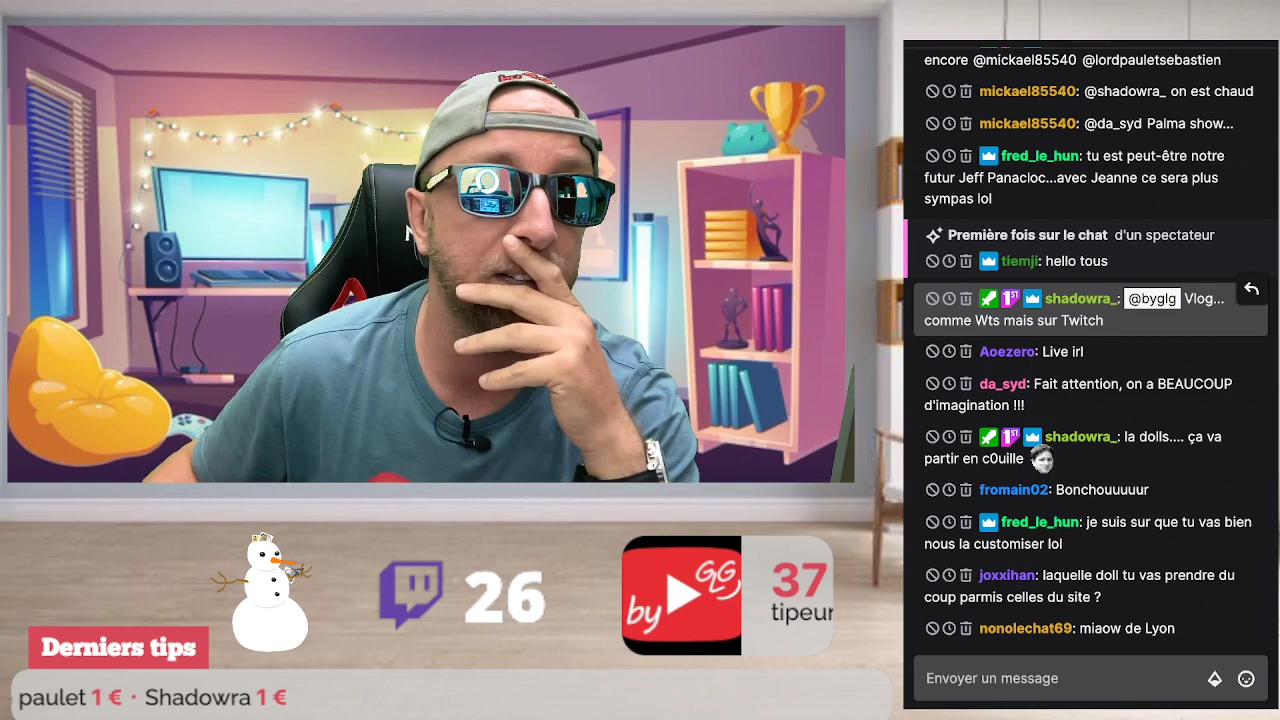 encore @mickael85540 @lordpauletsebastien
mickael85540: @shadowra_ on est chaud
mickael85540: @da_syd Palma show...
fred_le_hun: tu est peut-être notre
futur Jeff Panacloc...avec Jeanne ce sera plus
sympas lol
Première fois sur le chat d'un spectateur
tiemji: hello tous
1ST shadowra_: @byglg Vlog...
comme Wts mais sur Twitch
Aoezero: Live irl
da_syd: Fait attention, on a BEAUCOUP
d'imagination !!!
1ST shadowra_: la dolls.... ça va
partir en c0uille
fromain02: Bonchouuuuur
fred_le_hun: je suis sur que tu vas bien
nous la customiser lol
joxxihan: laquelle doll tu vas prendre du
coup parmis celles du site ?
nonolechat69: miaow de Lyon
Envoyer un message
26
by GLG
37
tipeur
Derniers tips
paulet 1 € · Shadowra 1 €